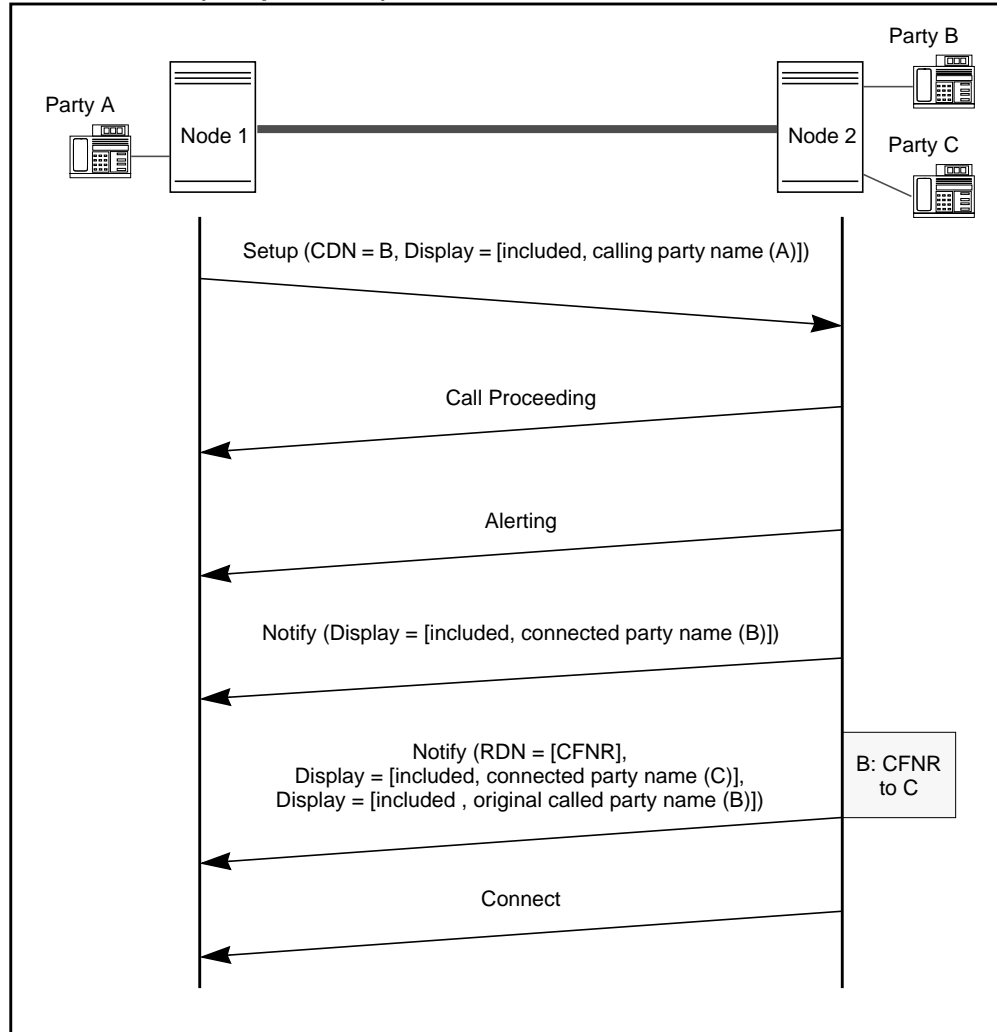 Party B
Party A
Node 1
Node 2
Party C
Setup (CDN = B, Display = [included, calling party name (A)])
Call Proceeding
Alerting
Notify (Display = [included, connected party name (B)])
Notify (RDN = [CFNR],
Display = [included, connected party name (C)],
Display = [included , original called party name (B)])
B: CFNR
to C
Connect